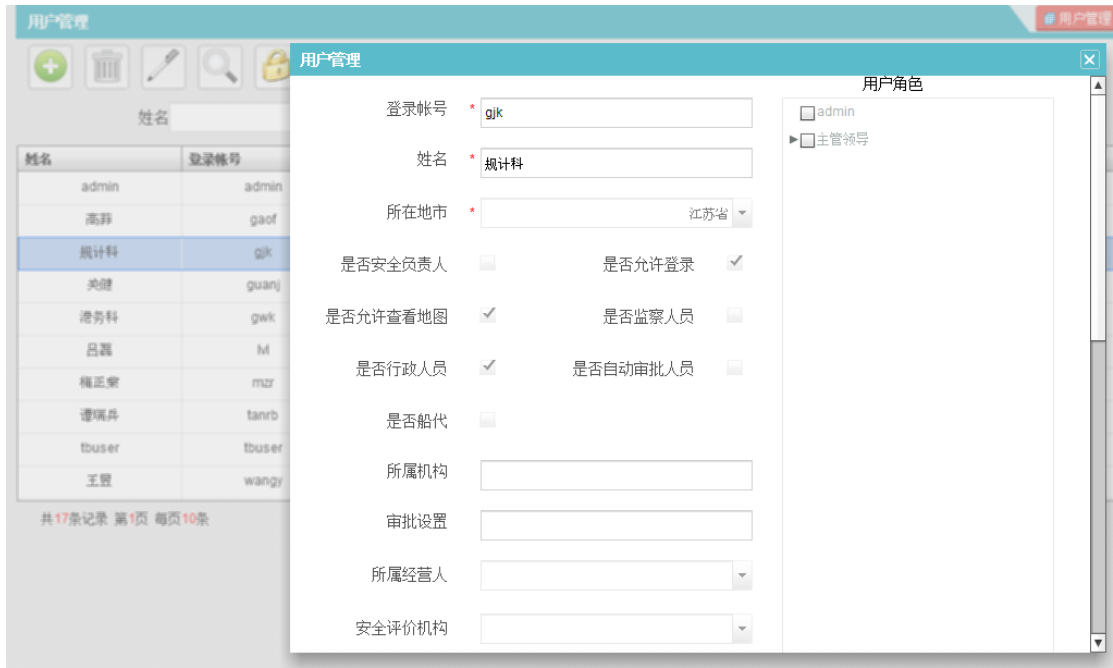 用户管理
用户管理
姓名
姓名 登录帐号
admin admin
高菲 gaof
规计科 gjk
关健 guanj
港务科 gwk
吕磊 lvl
mzr
谭瑞兵 tanrb
tbuser tbuser
王昱 wangy
共17条记录 第1页 每页10条
用户管理
登录帐号 * gjk
姓名 * 规计科
所在地市 * 江苏省
是否安全负责人 是否允许登录
是否允许查看地图 是否监察人员
是否行政人员 是否自动审批人员
是否船代
所属机构
审批设置
所属经营人
安全评价机构
用户角色
admin
主管领导